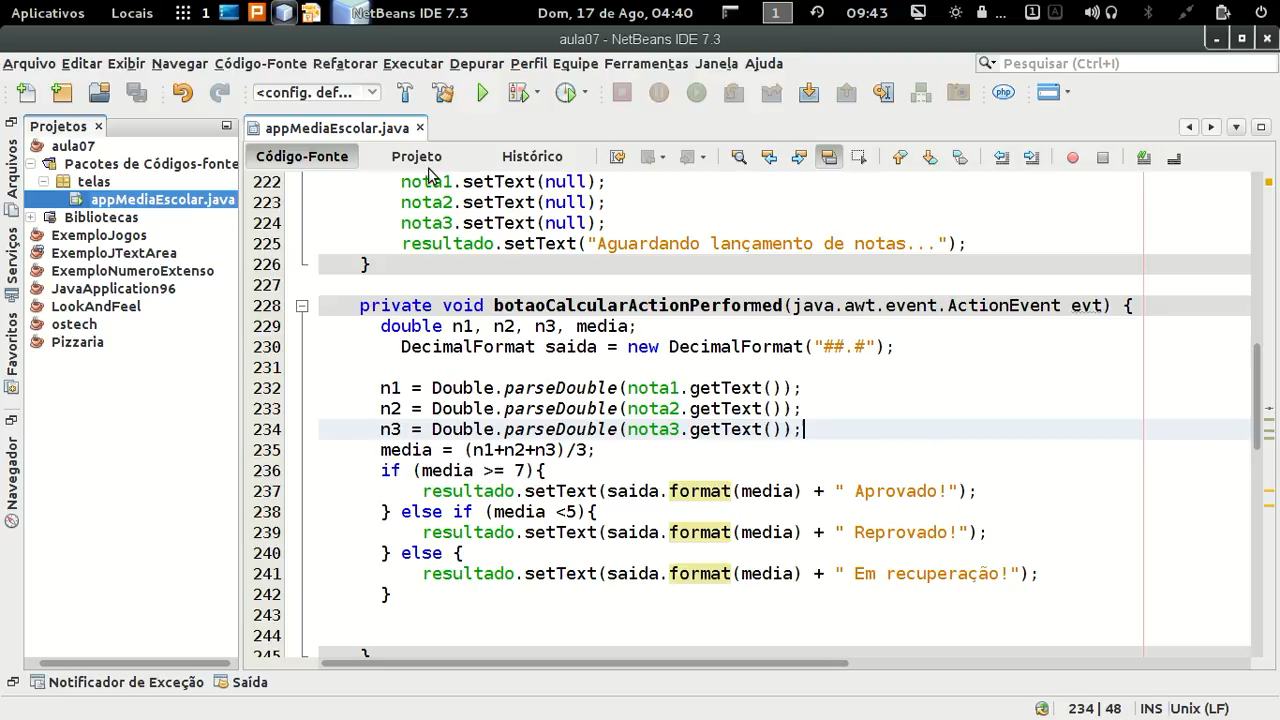 Aplicativos Locais 1 NetBeans IDE 7.3 Dom, 17 de Ago, 04:40 1 09:43 1 A
aula07 - NetBeans IDE 7.3
Arquivo Editar Exibir Navegar Código-Fonte Refatorar Executar Depurar Perfil Equipe Ferramentas Janela Ajuda Pesquisar (Ctrl+I)
<config. def... php
Projetos
appMediaEscolar.java
Código-Fonte Projeto Histórico
Arquivos
Serviços
Favoritos
Navegador
aula07
Pacotes de Códigos-fonte
telas
appMediaEscolar.java
Bibliotecas
ExemploJogos
ExemploJTextArea
ExemploNumeroExtenso
JavaApplication96
LookAndFeel
ostech
Pizzaria
222 nota1.setText(null);
223 nota2.setText(null);
224 nota3.setText(null);
225 resultado.setText("Aguardando lançamento de notas...");
226 }
227
228 private void botaoCalcularActionPerformed(java.awt.event.ActionEvent evt) {
229 double n1, n2, n3, media;
230 DecimalFormat saida = new DecimalFormat("##.#");
231
232 n1 = Double.parseDouble(nota1.getText());
233 n2 = Double.parseDouble(nota2.getText());
234 n3 = Double.parseDouble(nota3.getText());
235 media = (n1+n2+n3)/3;
236 if (media >= 7){
237 resultado.setText(saida.format(media) + " Aprovado!");
238 } else if (media <5){
239 resultado.setText(saida.format(media) + " Reprovado!");
240 } else {
241 resultado.setText(saida.format(media) + " Em recuperação!");
242 }
243
244
245 }
Notificador de Exceção Saída
234 | 48 INS Unix (LF)